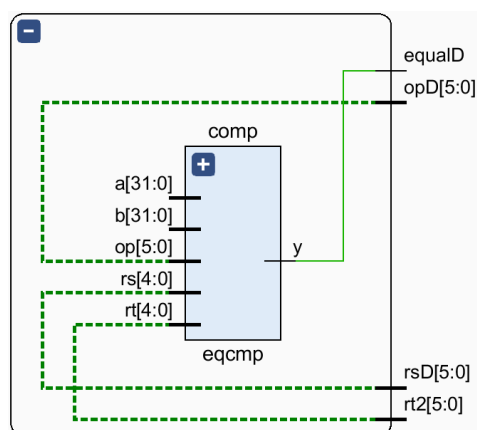 equalD
opD[5:0]
comp
a[31:0]
b[31:0]
op[5:0]
y
rs[4:0]
rt[4:0]
eqcmp
rsD[5:0]
rt2[5:0]